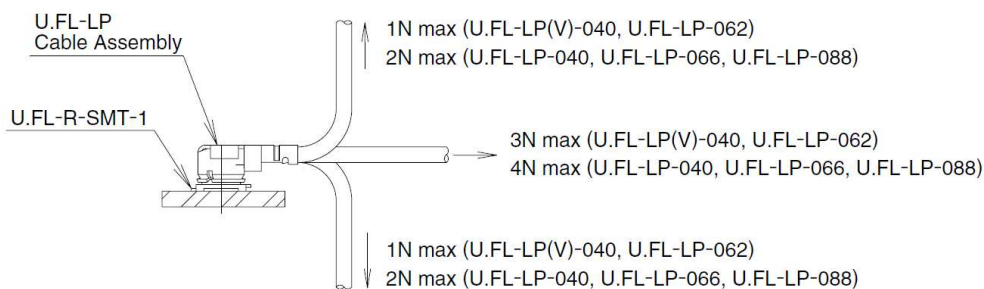 U.FL-LP
Cable Assembly
U.FL-R-SMT-1
1N max (U.FL-LP(V)-040, U.FL-LP-062)
2N max (U.FL-LP-040, U.FL-LP-066, U.FL-LP-088)
3N max (U.FL-LP(V)-040, U.FL-LP-062)
4N max (U.FL-LP-040, U.FL-LP-066, U.FL-LP-088)
1N max (U.FL-LP(V)-040, U.FL-LP-062)
2N max (U.FL-LP-040, U.FL-LP-066, U.FL-LP-088)